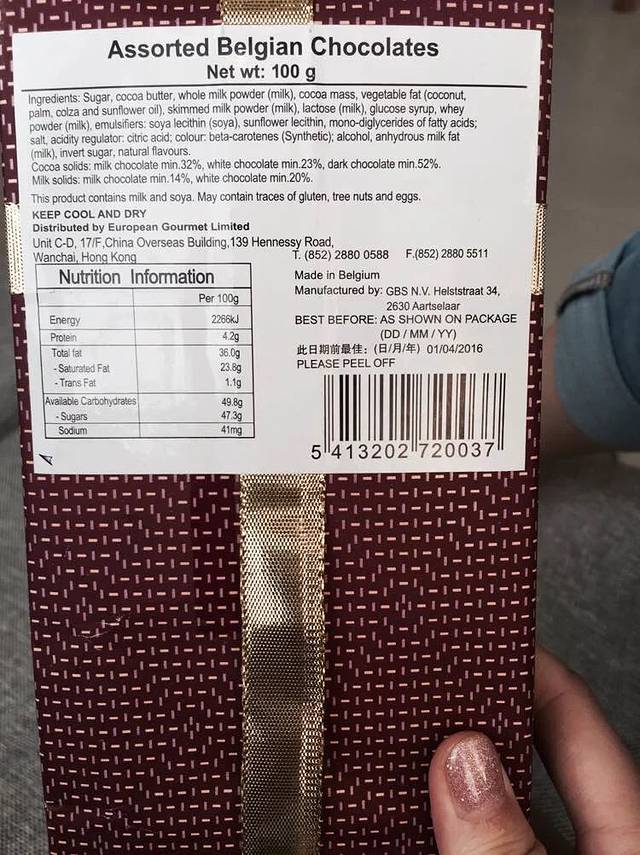 Assorted Belgian Chocolates
Net wt: 100 g
Ingredients: Sugar, cocoa butter, whole milk powder (milk), cocoa mass, vegetable fat (coconut,
palm, colza and sunflower oil), skimmed milk powder (milk), lactose (milk), glucose syrup, whey
powder (milk), emulsifiers: soya lecithin (soya), sunflower lecithin, mono-diglycerides of fatty acids;
salt, acidity regulator: citric acid; colour: beta-carotenes (Synthetic); alcohol, anhydrous milk fat
(milk), invert sugar, natural flavours.
Cocoa solids: milk chocolate min.32%, white chocolate min.23%, dark chocolate min.52%.
Milk solids: milk chocolate min.14%, white chocolate min.20%.
This product contains milk and soya. May contain traces of gluten, tree nuts and eggs.
KEEP COOL AND DRY
Distributed by European Gourmet Limited
Unit C-D, 17/F,China Overseas Building,139 Hennessy Road,
Wanchai, Hong Kong
T. (852) 2880 0588 F.(852) 2880 5511
Nutrition Information
Per 100g
Energy 2266kJ
Protein 4.2g
Total fat 36.0g
- Saturated Fat 23.8g
- Trans Fat 1.1g
Available Carbohydrates 49.8g
- Sugars 47.3g
Sodium 41mg
Made in Belgium
Manufactured by: GBS N.V. Helststraat 34,
2630 Aartselaar
BEST BEFORE: AS SHOWN ON PACKAGE
(DD / MM / YY)
此日期前最佳: (日/月/年) 01/04/2016
PLEASE PEEL OFF
5 413202 720037